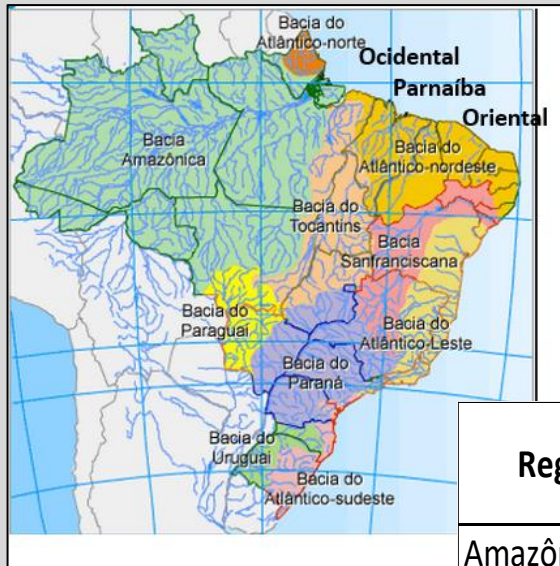 Bacia do
Atlântico-norte
Ocidental
Parnaíba
Oriental
Bacia
Amazônica
Bacia do
Atlântico-nordeste
Bacia do
Tocantins
Bacia
Sanfranciscana
Bacia do
Paraguai
Bacia do
Atlântico-Leste
Bacia do
Paraná
Bacia do
Uruguai
Bacia do
Atlântico-sudeste
Reg
Amazô